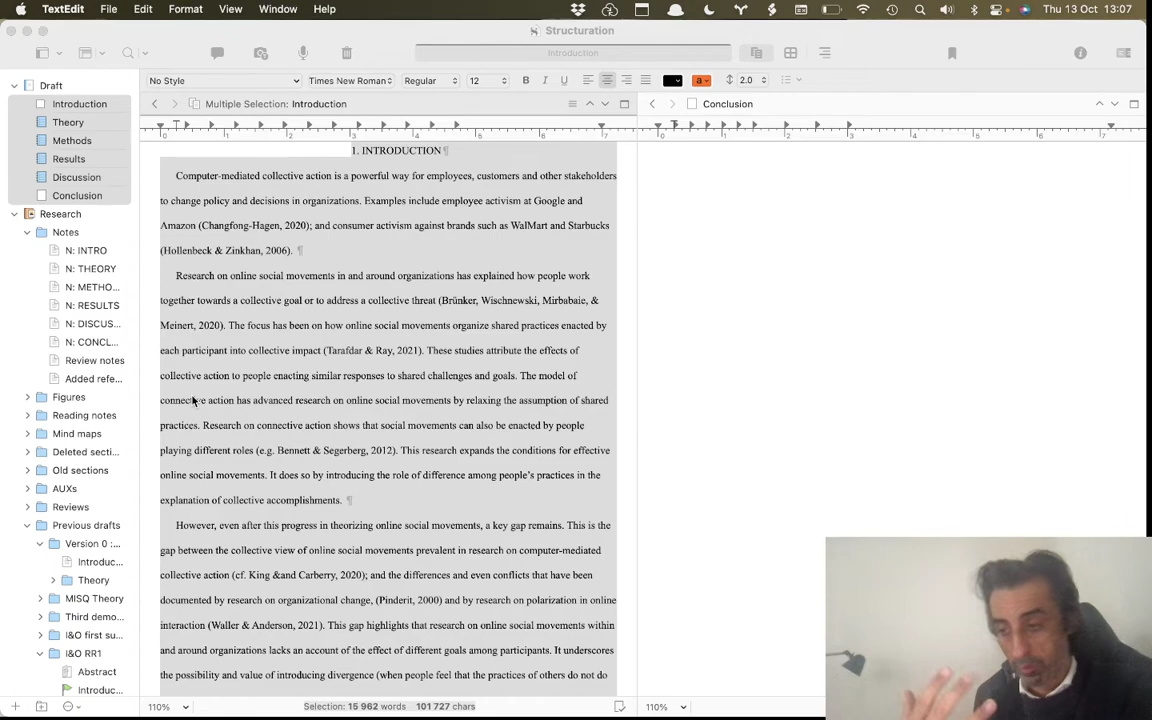 TextEdit File Edit Format View Window Help Thu 13 Oct 13:07
Structuration
Introduction
No Style Times New Roman Regular 12 B I U a 2.0
Multiple Selection: Introduction
Conclusion
0 1 2 3 4 5 6 7
0 1 2 3 4 5 6 7
Draft
Introduction
Theory
Methods
Results
Discussion
Conclusion
Research
Notes
N: INTRO
N: THEORY
N: METHO...
N: RESULTS
N: DISCUS...
N: CONCL...
Review notes
Added refe...
Figures
Reading notes
Mind maps
Deleted secti...
Old sections
AUXs
Reviews
Previous drafts
Version 0 :...
Introduc...
Theory
MISQ Theory
Third demo...
I&O first su...
I&O RR1
Abstract
Introduc...
1. INTRODUCTION¶
Computer-mediated collective action is a powerful way for employees, customers and other stakeholders
to change policy and decisions in organizations. Examples include employee activism at Google and
Amazon (Changfong-Hagen, 2020); and consumer activism against brands such as WalMart and Starbucks
(Hollenbeck & Zinkhan, 2006). ¶
Research on online social movements in and around organizations has explained how people work
together towards a collective goal or to address a collective threat (Brünker, Wischnewski, Mirbabaie, &
Meinert, 2020). The focus has been on how online social movements organize shared practices enacted by
each participant into collective impact (Tarafdar & Ray, 2021). These studies attribute the effects of
collective action to people enacting similar responses to shared challenges and goals. The model of
connective action has advanced research on online social movements by relaxing the assumption of shared
practices. Research on connective action shows that social movements can also be enacted by people
playing different roles (e.g. Bennett & Segerberg, 2012). This research expands the conditions for effective
online social movements. It does so by introducing the role of difference among people's practices in the
explanation of collective accomplishments. ¶
However, even after this progress in theorizing online social movements, a key gap remains. This is the
gap between the collective view of online social movements prevalent in research on computer-mediated
collective action (cf. King &and Carberry, 2020); and the differences and even conflicts that have been
documented by research on organizational change, (Pinderit, 2000) and by research on polarization in online
interaction (Waller & Anderson, 2021). This gap highlights that research on online social movements within
and around organizations lacks an account of the effect of different goals among participants. It underscores
the possibility and value of introducing divergence (when people feel that the practices of others do not do
110% Selection: 15 962 words 101 727 chars 110%